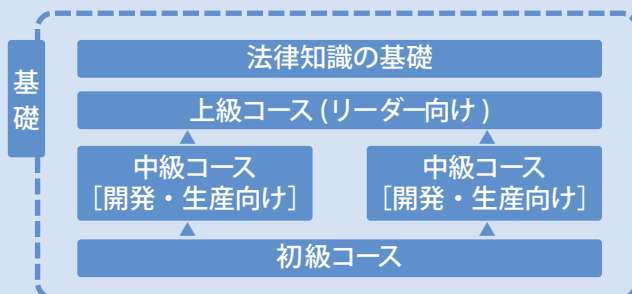 基礎
法律知識の基礎
上級コース(リーダー向け)
中級コース
[開発・生産向け]
中級コース
[開発・生産向け]
初級コース